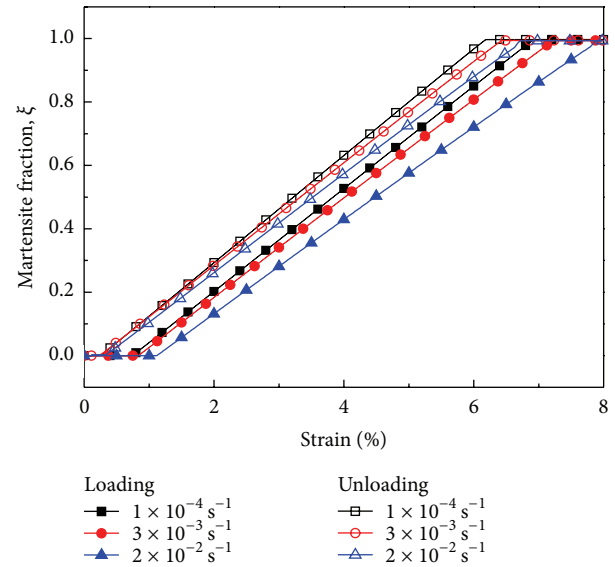 Martensite fraction, ξ
1.0
0.8
0.6
0.4
0.2
0.0
0 2 4 6 8
Strain (%)
Loading Unloading
1 × 10⁻⁴ s⁻¹ 1 × 10⁻⁴ s⁻¹
3 × 10⁻³ s⁻¹ 3 × 10⁻³ s⁻¹
2 × 10⁻² s⁻¹ 2 × 10⁻² s⁻¹